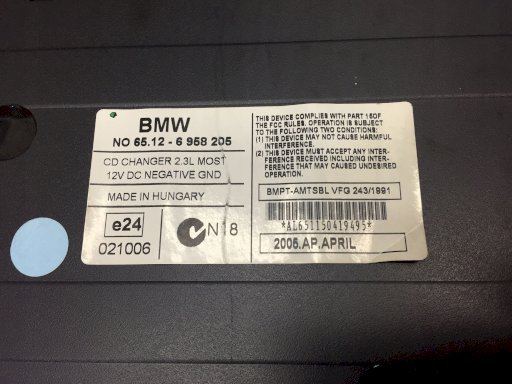 BMW
NO 65.12 - 6 958 205
CD CHANGER 2.3L MOST
12V DC NEGATIVE GND
MADE IN HUNGARY
e24
021006
N18
THIS DEVICE COMPLIES WITH PART 15OF
THE FCC RULES. OPERATION IS SUBJECT
TO THE FOLLOWING TWO CONDITIONS:
(1) THIS DEVICE MAY NOT CAUSE HARMFUL
INTERFERENCE.
(2) THIS DEVICE MUST ACCEPT ANY INTER-
FERENCE RECEIVED INCLUDING INTER-
FERENCE THAT MAY CAUSED UNDESIRED
OPERATION.
BMPT-AMTSBL VFG 243/1991
*AL651150419495*
2005.AP.APRIL